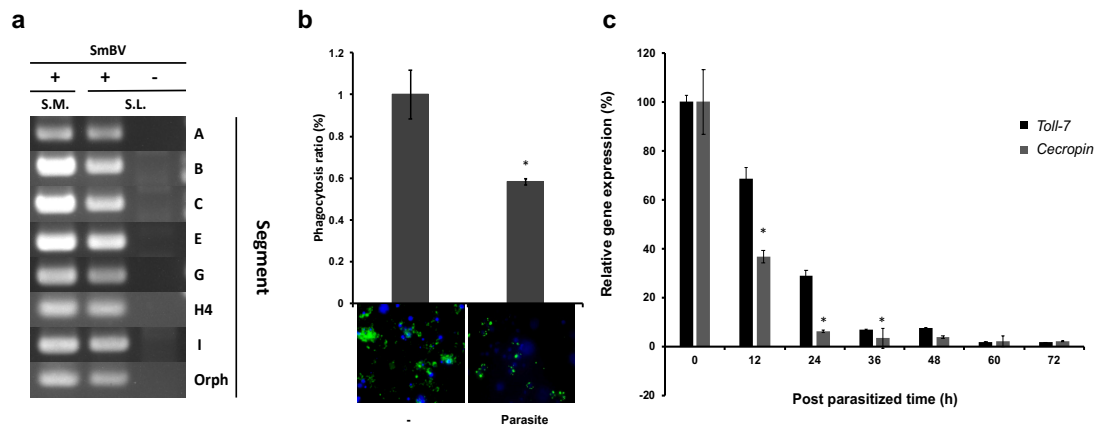 a
SmBV
+ + -
S.M. S.L.
A
B
C
E
G
H4
I
Orph
Segment
b
Phagocytosis ratio (%)
1.2
1
0.8
0.6
0.4
0.2
0
*
- Parasite
c
Relative gene expression (%)
120
100
80
60
40
20
0
-20
* * *
Toll-7
Cecropin
0 12 24 36 48 60 72
Post parasitized time (h)